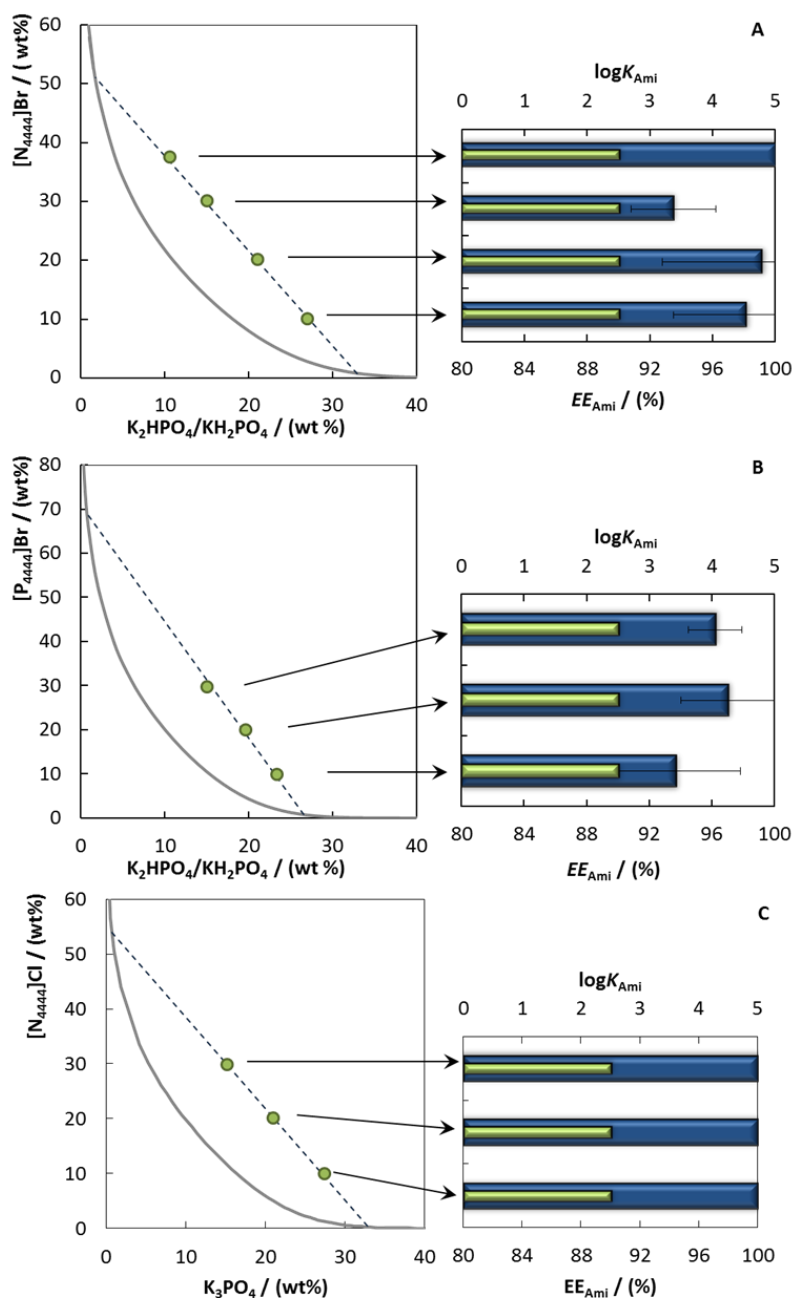 A
[N4444]Br / ( wt%)
60
50
40
30
20
10
0
0 10 20 30 40
K2HPO4/KH2PO4 / (wt %)
logKAmi
0 1 2 3 4 5
80 84 88 92 96 100
EEAmi / (%)
B
[P4444]Br / (wt%)
80
70
60
50
40
30
20
10
0
0 10 20 30 40
K2HPO4/KH2PO4 / (wt %)
logKAmi
0 1 2 3 4 5
80 84 88 92 96 100
EEAmi / (%)
C
[N4444]Cl / (wt%)
60
50
40
30
20
10
0
0 10 20 30 40
K3PO4 / (wt%)
logKAmi
0 1 2 3 4 5
80 84 88 92 96 100
EEAmi / (%)